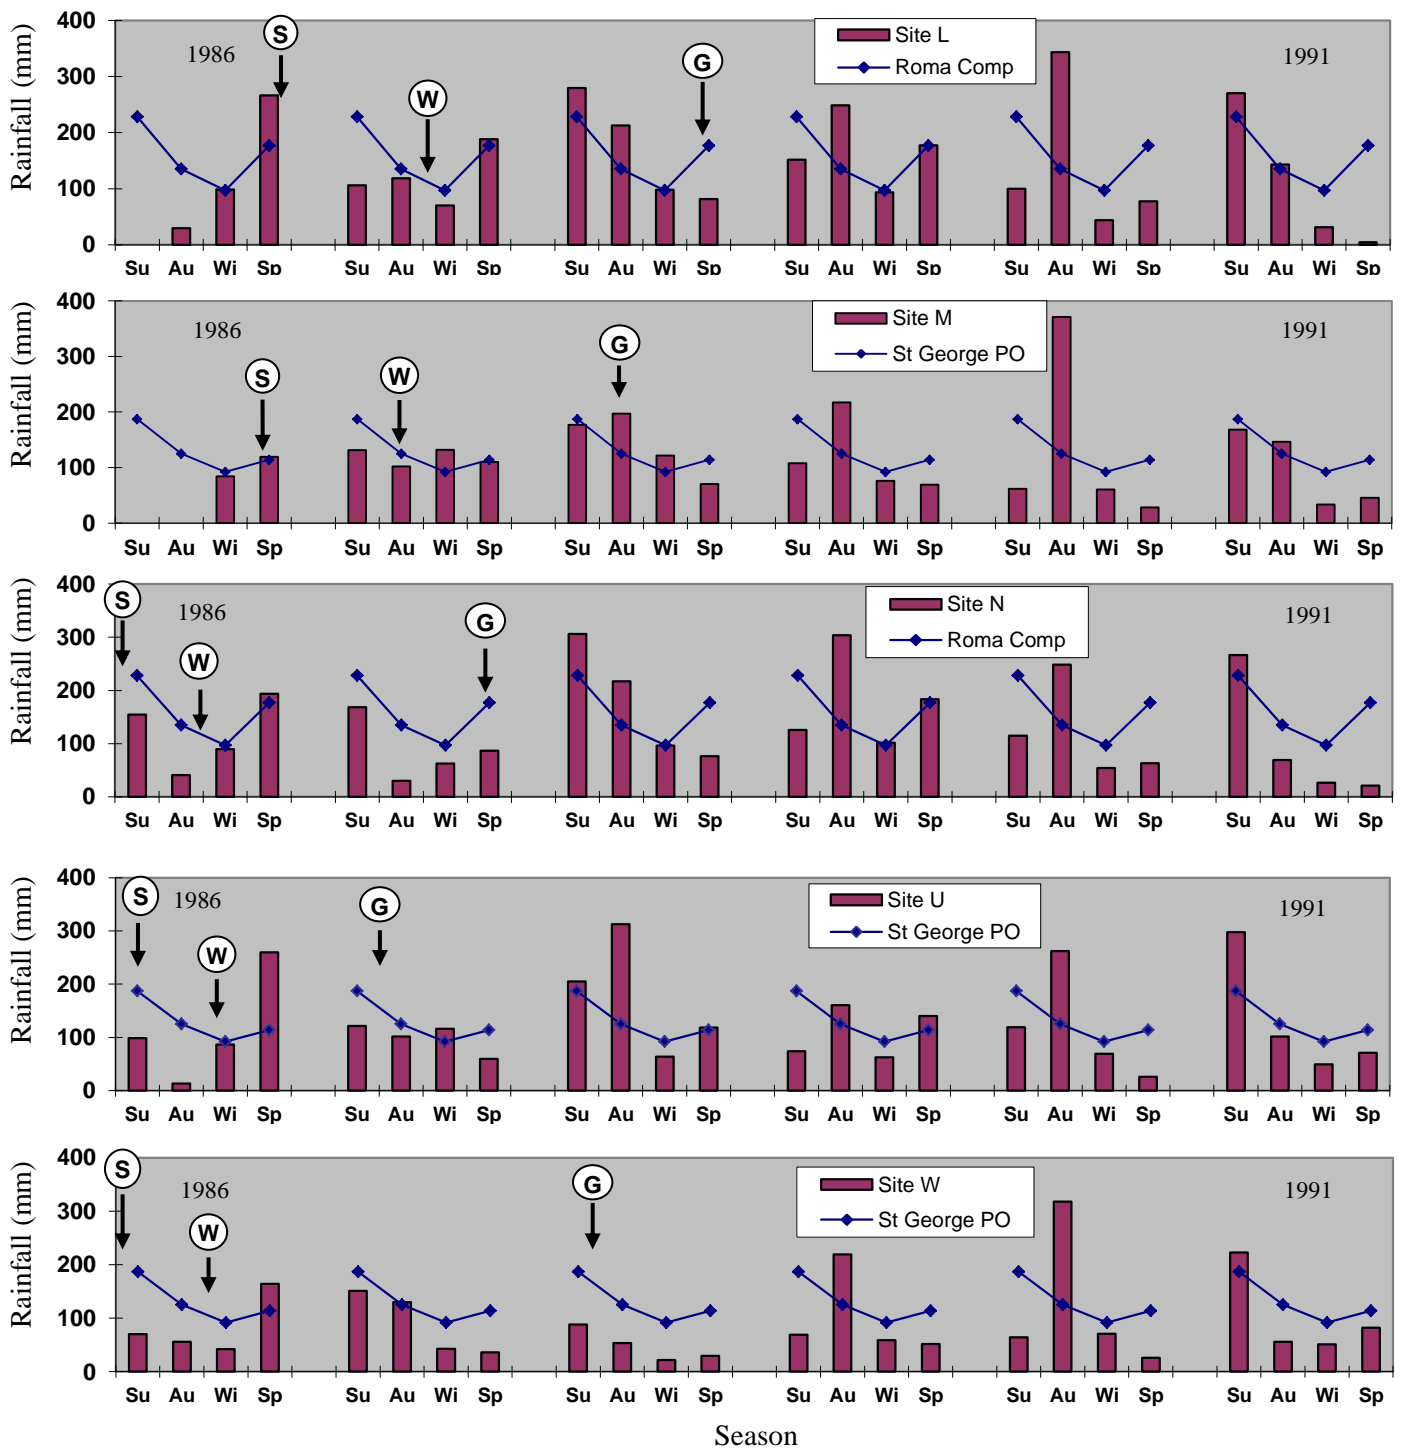 400
300
200
100
0
Rainfall (mm)
1986
S
W
G
Site L
Roma Comp
1991
Su Au Wi Sp Su Au Wi Sp Su Au Wi Sp Su Au Wi Sp Su Au Wi Sp Su Au Wi Sp
400
300
200
100
0
Rainfall (mm)
1986
S
W
G
Site M
St George PO
1991
Su Au Wi Sp Su Au Wi Sp Su Au Wi Sp Su Au Wi Sp Su Au Wi Sp Su Au Wi Sp
400
300
200
100
0
Rainfall (mm)
S
1986
W
G
Site N
Roma Comp
1991
Su Au Wi Sp Su Au Wi Sp Su Au Wi Sp Su Au Wi Sp Su Au Wi Sp Su Au Wi Sp
400
300
200
100
0
Rainfall (mm)
S
1986
W
G
Site U
St George PO
1991
Su Au Wi Sp Su Au Wi Sp Su Au Wi Sp Su Au Wi Sp Su Au Wi Sp Su Au Wi Sp
400
300
200
100
0
Rainfall (mm)
S
1986
W
G
Site W
St George PO
1991
Su Au Wi Sp Su Au Wi Sp Su Au Wi Sp Su Au Wi Sp Su Au Wi Sp Su Au Wi Sp
Season